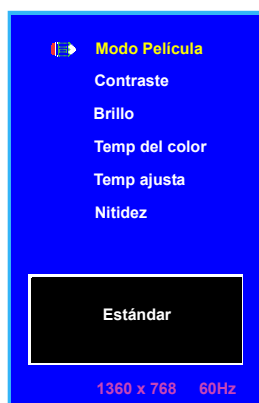 Modo Película
Contraste
Brillo
Temp del color
Temp ajusta
Nitidez
Estándar
1360 x 768 60Hz